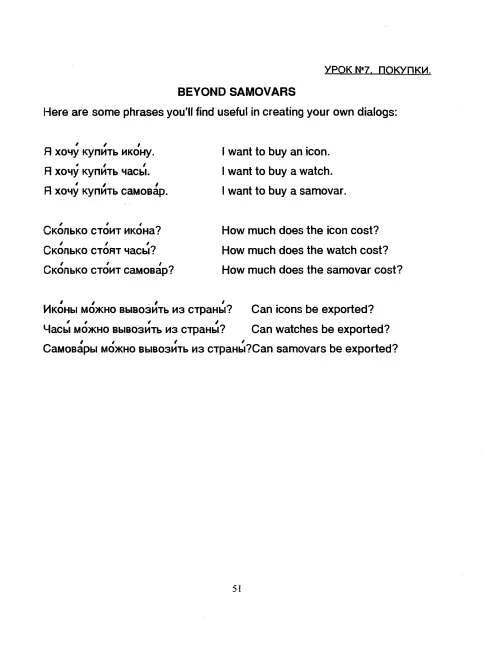 УРОК №7. ПОКУПКИ.
BEYOND SAMOVARS
Here are some phrases you'll find useful in creating your own dialogs:
Я хочу́ купи́ть ико́ну. I want to buy an icon.
Я хочу́ купи́ть часы́. I want to buy a watch.
Я хочу́ купи́ть самова́р. I want to buy a samovar.
Ско́лько сто́ит ико́на? How much does the icon cost?
Ско́лько стоя́т часы́? How much does the watch cost?
Ско́лько сто́ит самова́р? How much does the samovar cost?
Ико́ны мо́жно вывози́ть из страны́? Can icons be exported?
Часы́ мо́жно вывози́ть из страны́? Can watches be exported?
Самова́ры мо́жно вывози́ть из страны́?Can samovars be exported?
51